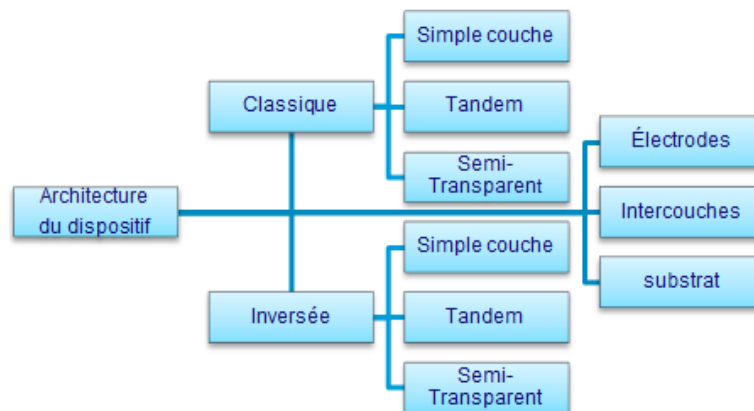 Simple couche
Classique
Tandem
Électrodes
Semi-
Transparent
Architecture
du dispositif
Intercouches
Simple couche
substrat
Inversée
Tandem
Semi-
Transparent